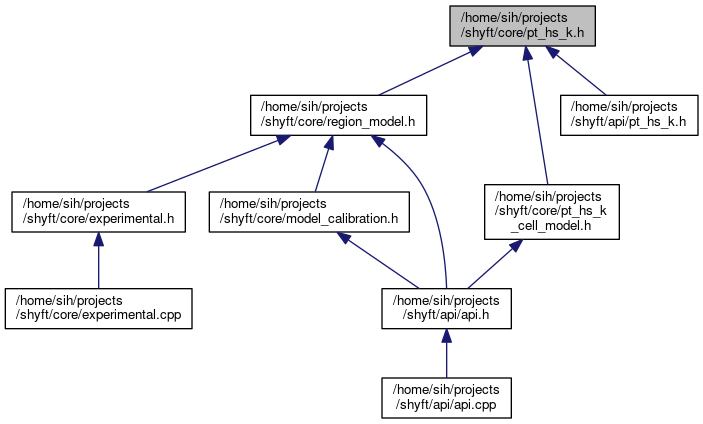 /home/sih/projects
/shyft/core/pt_hs_k.h
/home/sih/projects
/shyft/core/region_model.h
/home/sih/projects
/shyft/api/pt_hs_k.h
/home/sih/projects
/shyft/core/experimental.h
/home/sih/projects
/shyft/core/model_calibration.h
/home/sih/projects
/shyft/core/pt_hs_k
_cell_model.h
/home/sih/projects
/shyft/core/experimental.cpp
/home/sih/projects
/shyft/api/api.h
/home/sih/projects
/shyft/api/api.cpp